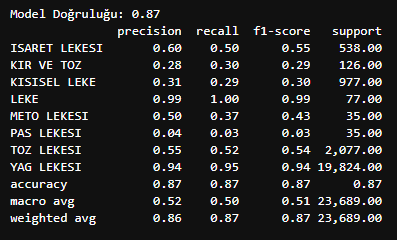 Model Doğruluğu: 0.87
precision recall f1-score support
ISARET LEKESI 0.60 0.50 0.55 538.00
KIR VE TOZ 0.28 0.30 0.29 126.00
KISISEL LEKE 0.31 0.29 0.30 977.00
LEKE 0.99 1.00 0.99 77.00
METO LEKESI 0.50 0.37 0.43 35.00
PAS LEKESI 0.04 0.03 0.03 35.00
TOZ LEKESI 0.55 0.52 0.54 2,077.00
YAG LEKESI 0.94 0.95 0.94 19,824.00
accuracy 0.87 0.87 0.87 0.87
macro avg 0.52 0.50 0.51 23,689.00
weighted avg 0.86 0.87 0.87 23,689.00